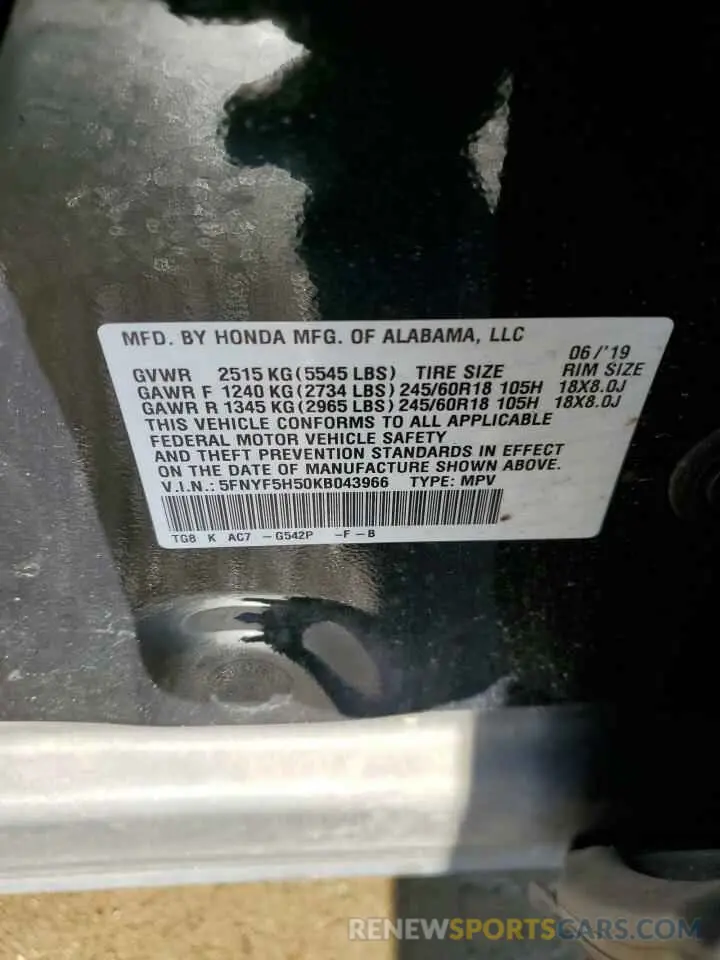 MFD. BY HONDA MFG. OF ALABAMA, LLC
06/'19
GVWR 2515 KG(5545 LBS) TIRE SIZE RIM SIZE
GAWR F 1240 KG(2734 LBS) 245/60R18 105H 18X8.0J
GAWR R 1345 KG(2965 LBS) 245/60R18 105H 18X8.0J
THIS VEHICLE CONFORMS TO ALL APPLICABLE
FEDERAL MOTOR VEHICLE SAFETY
AND THEFT PREVENTION STANDARDS IN EFFECT
ON THE DATE OF MANUFACTURE SHOWN ABOVE.
V.I.N.: 5FNYF5H50KB043966 TYPE: MPV
TG8 K AC7 -G542P -F-B
RENEWSPORTSCARS.COM